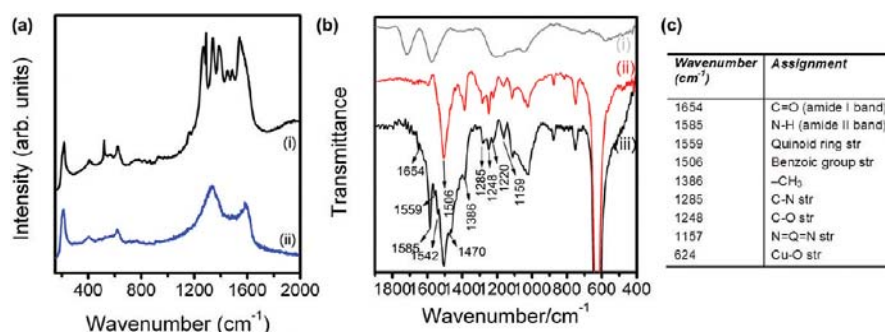 (a)
Intensity (arb. units)
(i)
(ii)
400 800 1200 1600 2000
Wavenumber (cm-1)
(b)
Transmittance
(i)
(ii)
(iii)
1654
1559
1585
1542
1506
1470
1386
1285
1248
1220
1159
1800 1600 1400 1200 1000 800 600 400
Wavenumber/cm-1
(c)
Wavenumber (cm-1) Assignment
1654 C=O (amide I band)
1585 N-H (amide II band)
1559 Quinoid ring str
1506 Benzoic group str
1386 –CH3
1285 C-N str
1248 C-O str
1157 N=Q=N str
624 Cu-O str